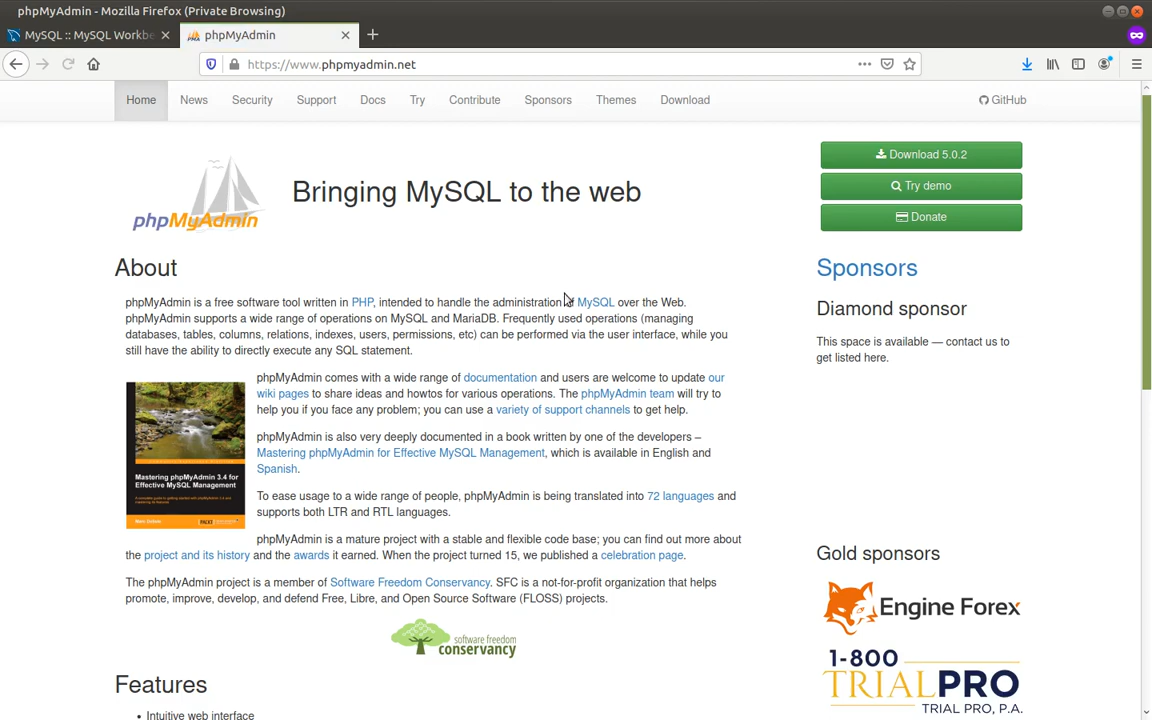 phpMyAdmin - Mozilla Firefox (Private Browsing)
MySQL :: MySQL Workbe
phpMyAdmin
https://www.phpmyadmin.net
Home News Security Support Docs Try Contribute Sponsors Themes Download GitHub
phpMyAdmin
Bringing MySQL to the web
Download 5.0.2
Try demo
Donate
About
phpMyAdmin is a free software tool written in PHP, intended to handle the administration of MySQL over the Web.
phpMyAdmin supports a wide range of operations on MySQL and MariaDB. Frequently used operations (managing
databases, tables, columns, relations, indexes, users, permissions, etc) can be performed via the user interface, while you
still have the ability to directly execute any SQL statement.
phpMyAdmin comes with a wide range of documentation and users are welcome to update our
wiki pages to share ideas and howtos for various operations. The phpMyAdmin team will try to
help you if you face any problem; you can use a variety of support channels to get help.
Mastering phpMyAdmin 3.4 for
Effective MySQL Management
phpMyAdmin is also very deeply documented in a book written by one of the developers –
Mastering phpMyAdmin for Effective MySQL Management, which is available in English and
Spanish.
To ease usage to a wide range of people, phpMyAdmin is being translated into 72 languages and
supports both LTR and RTL languages.
phpMyAdmin is a mature project with a stable and flexible code base; you can find out more about
the project and its history and the awards it earned. When the project turned 15, we published a celebration page.
The phpMyAdmin project is a member of Software Freedom Conservancy. SFC is a not-for-profit organization that helps
promote, improve, develop, and defend Free, Libre, and Open Source Software (FLOSS) projects.
software freedom
conservancy
Features
• Intuitive web interface
Sponsors
Diamond sponsor
This space is available — contact us to
get listed here.
Gold sponsors
Engine Forex
1-800
TRIALPRO
TRIAL PRO, P.A.